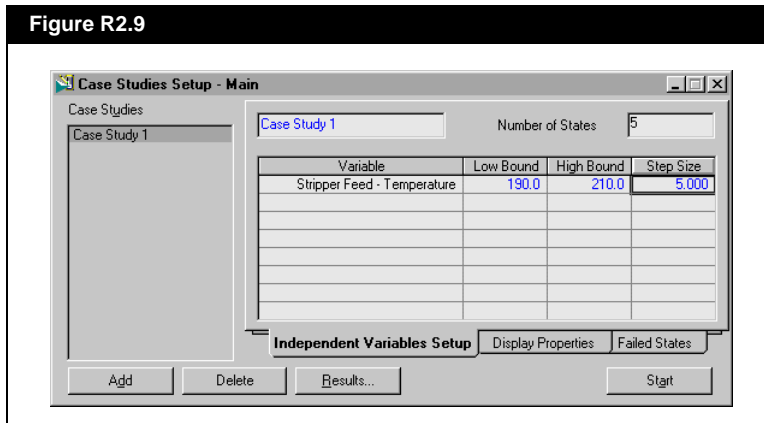 Figure R2.9
Case Studies Setup - Main
Case Studies
Case Study 1
Case Study 1
Number of States 5
Variable Low Bound High Bound Step Size
Stripper Feed - Temperature 190.0 210.0 5.000
Independent Variables Setup Display Properties Failed States
Add Delete Results... Start